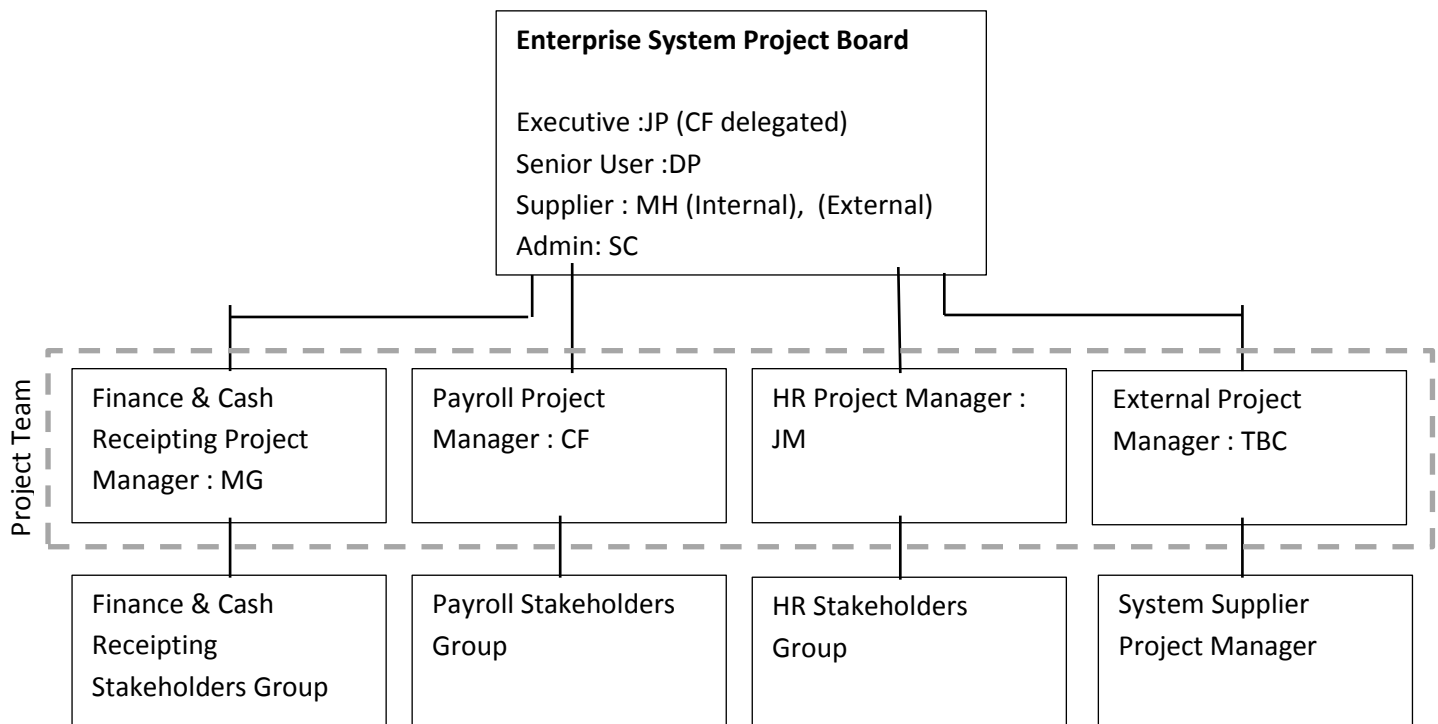 Enterprise System Project Board
Executive :JP (CF delegated)
Senior User :DP
Supplier : MH (Internal),  (External)
Admin: SC
Project Team
Finance & Cash
Receipting Project
Manager : MG
Payroll Project
Manager : CF
HR Project Manager :
JM
External Project
Manager : TBC
Finance & Cash
Receipting
Stakeholders Group
Payroll Stakeholders
Group
HR Stakeholders
Group
System Supplier
Project Manager